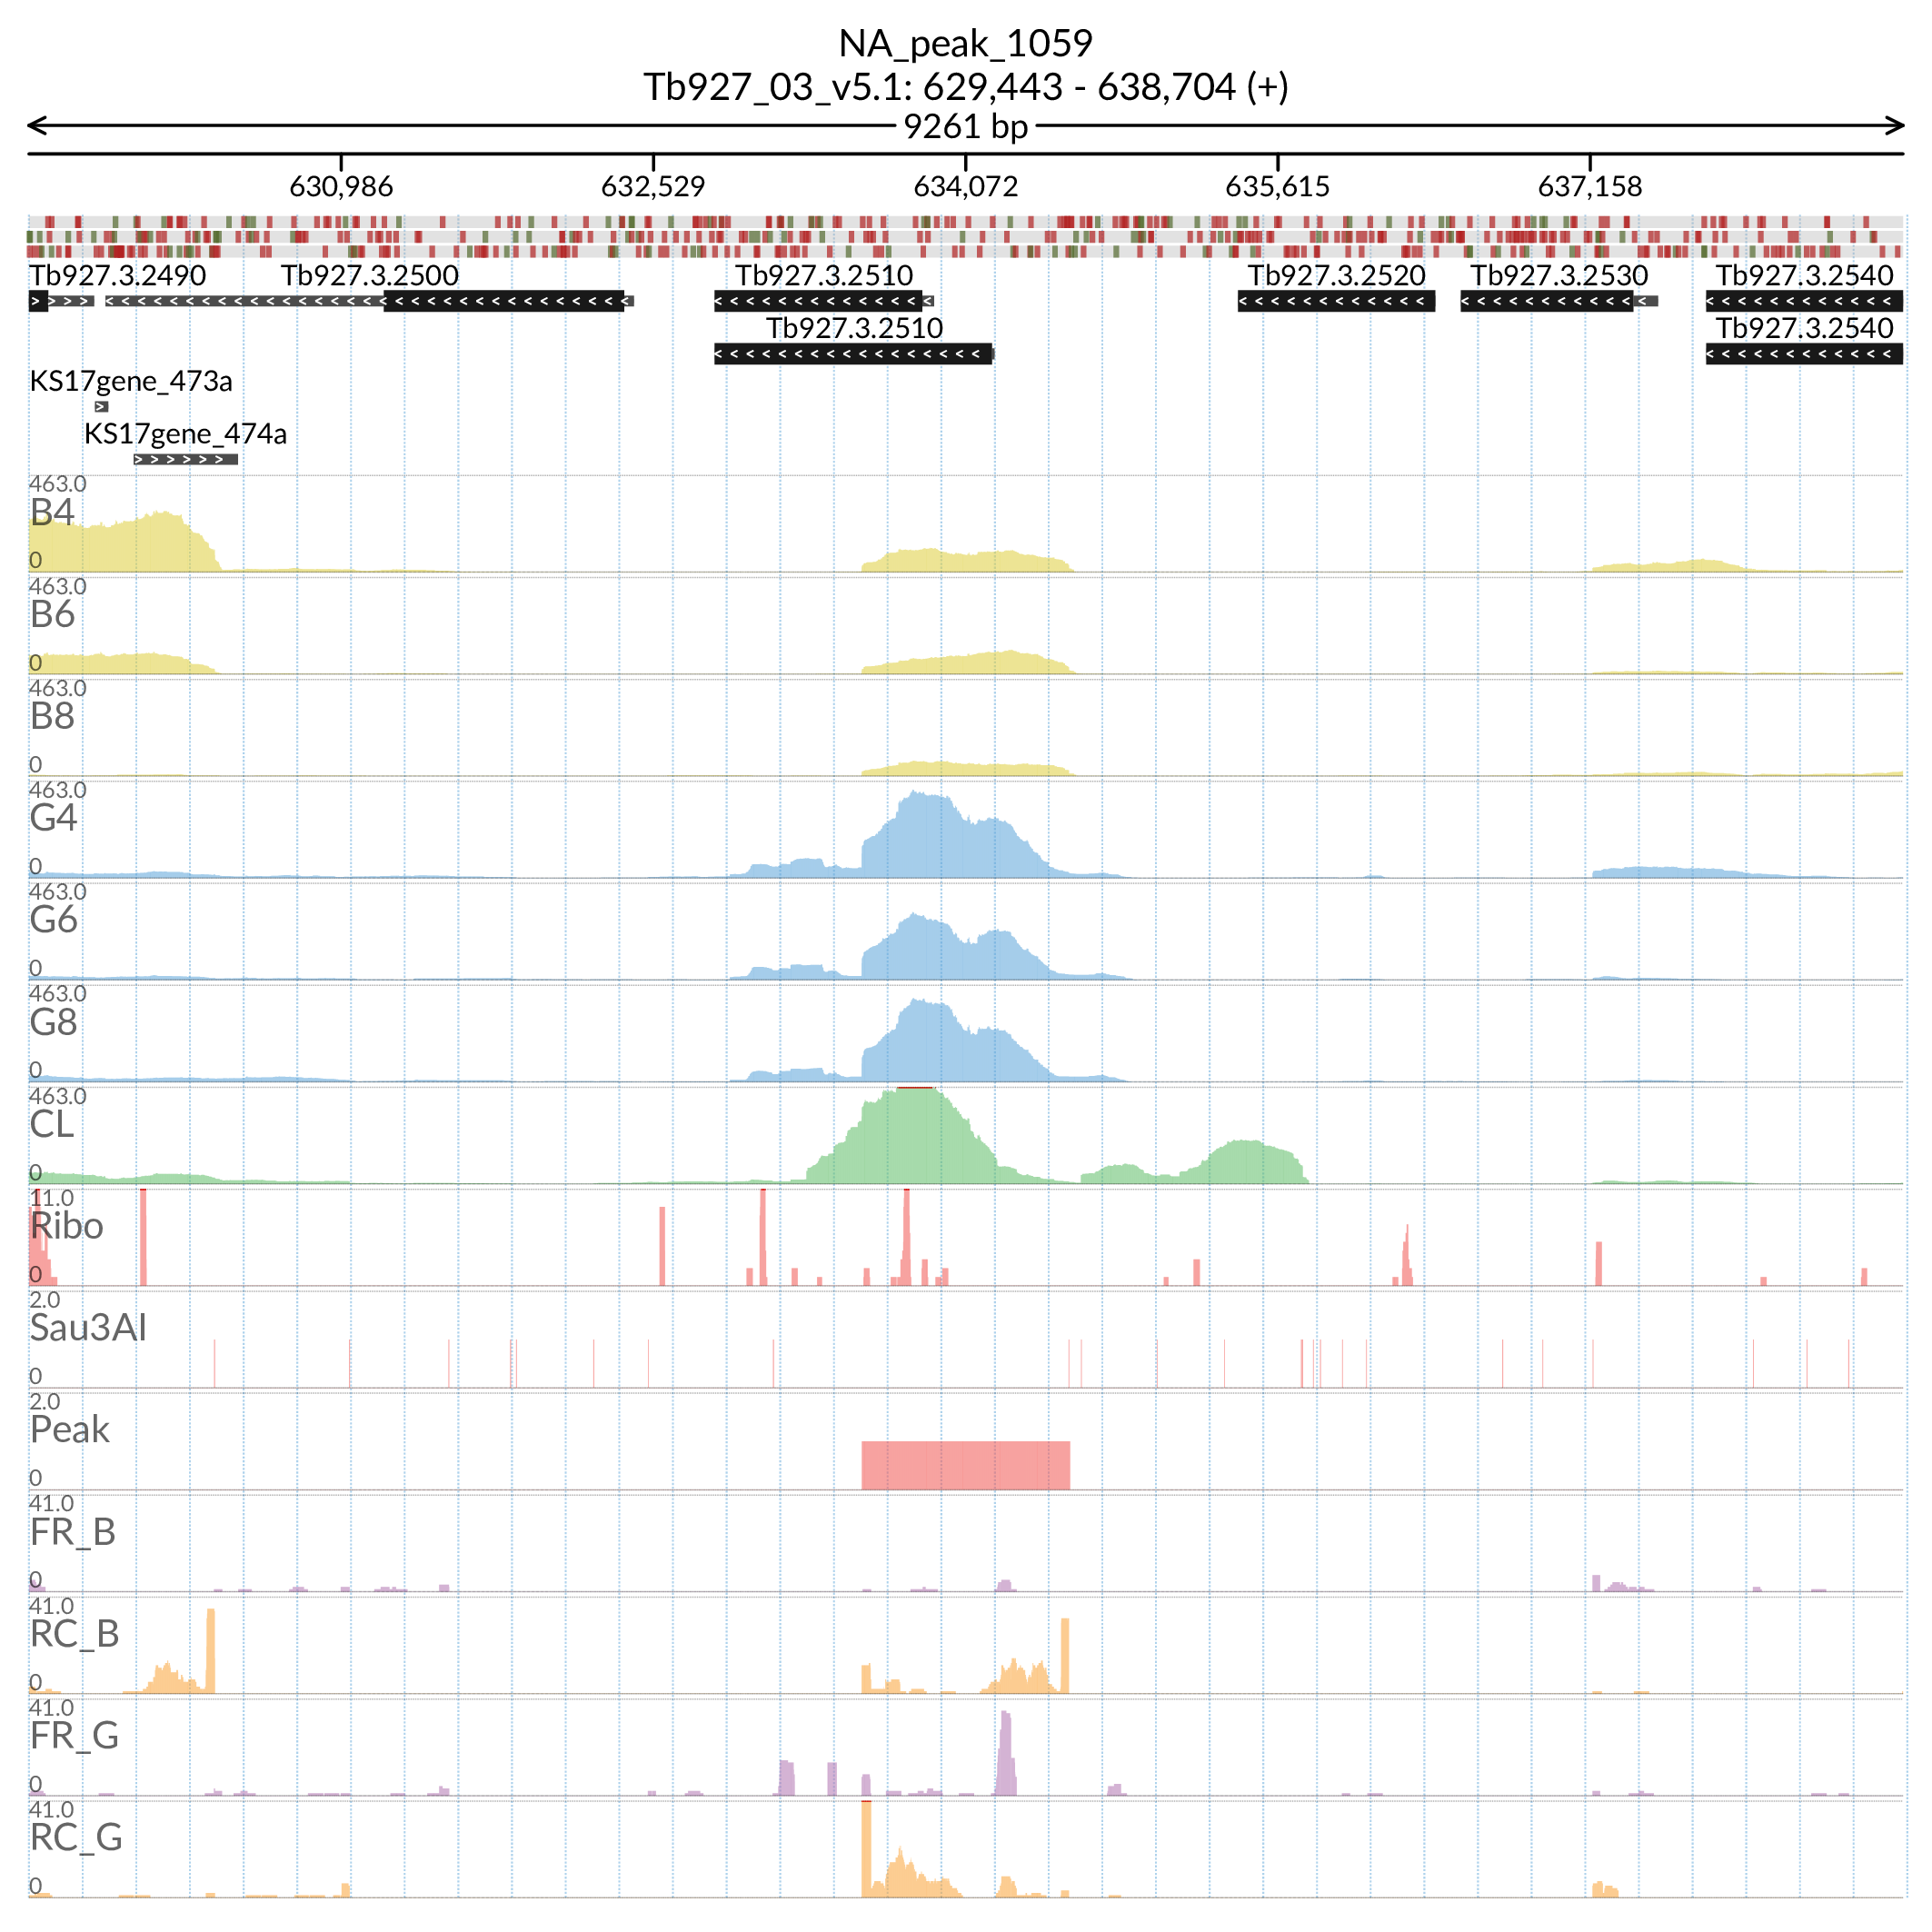 NA_peak_1059
Tb927_03_v5.1: 629,443 - 638,704 (+)
9261 bp
630,986 632,529 634,072 635,615 637,158
Tb927.3.2490 Tb927.3.2500 Tb927.3.2510 Tb927.3.2520 Tb927.3.2530 Tb927.3.2540
Tb927.3.2510 Tb927.3.2540
KS17gene_473a
KS17gene_474a
463.0
B4
0
463.0
B6
0
463.0
B8
0
463.0
G4
0
463.0
G6
0
463.0
G8
0
463.0
CL
0
11.0
Ribo
0
2.0
Sau3AI
0
2.0
Peak
0
41.0
FR_B
0
41.0
RC_B
0
41.0
FR_G
0
41.0
RC_G
0